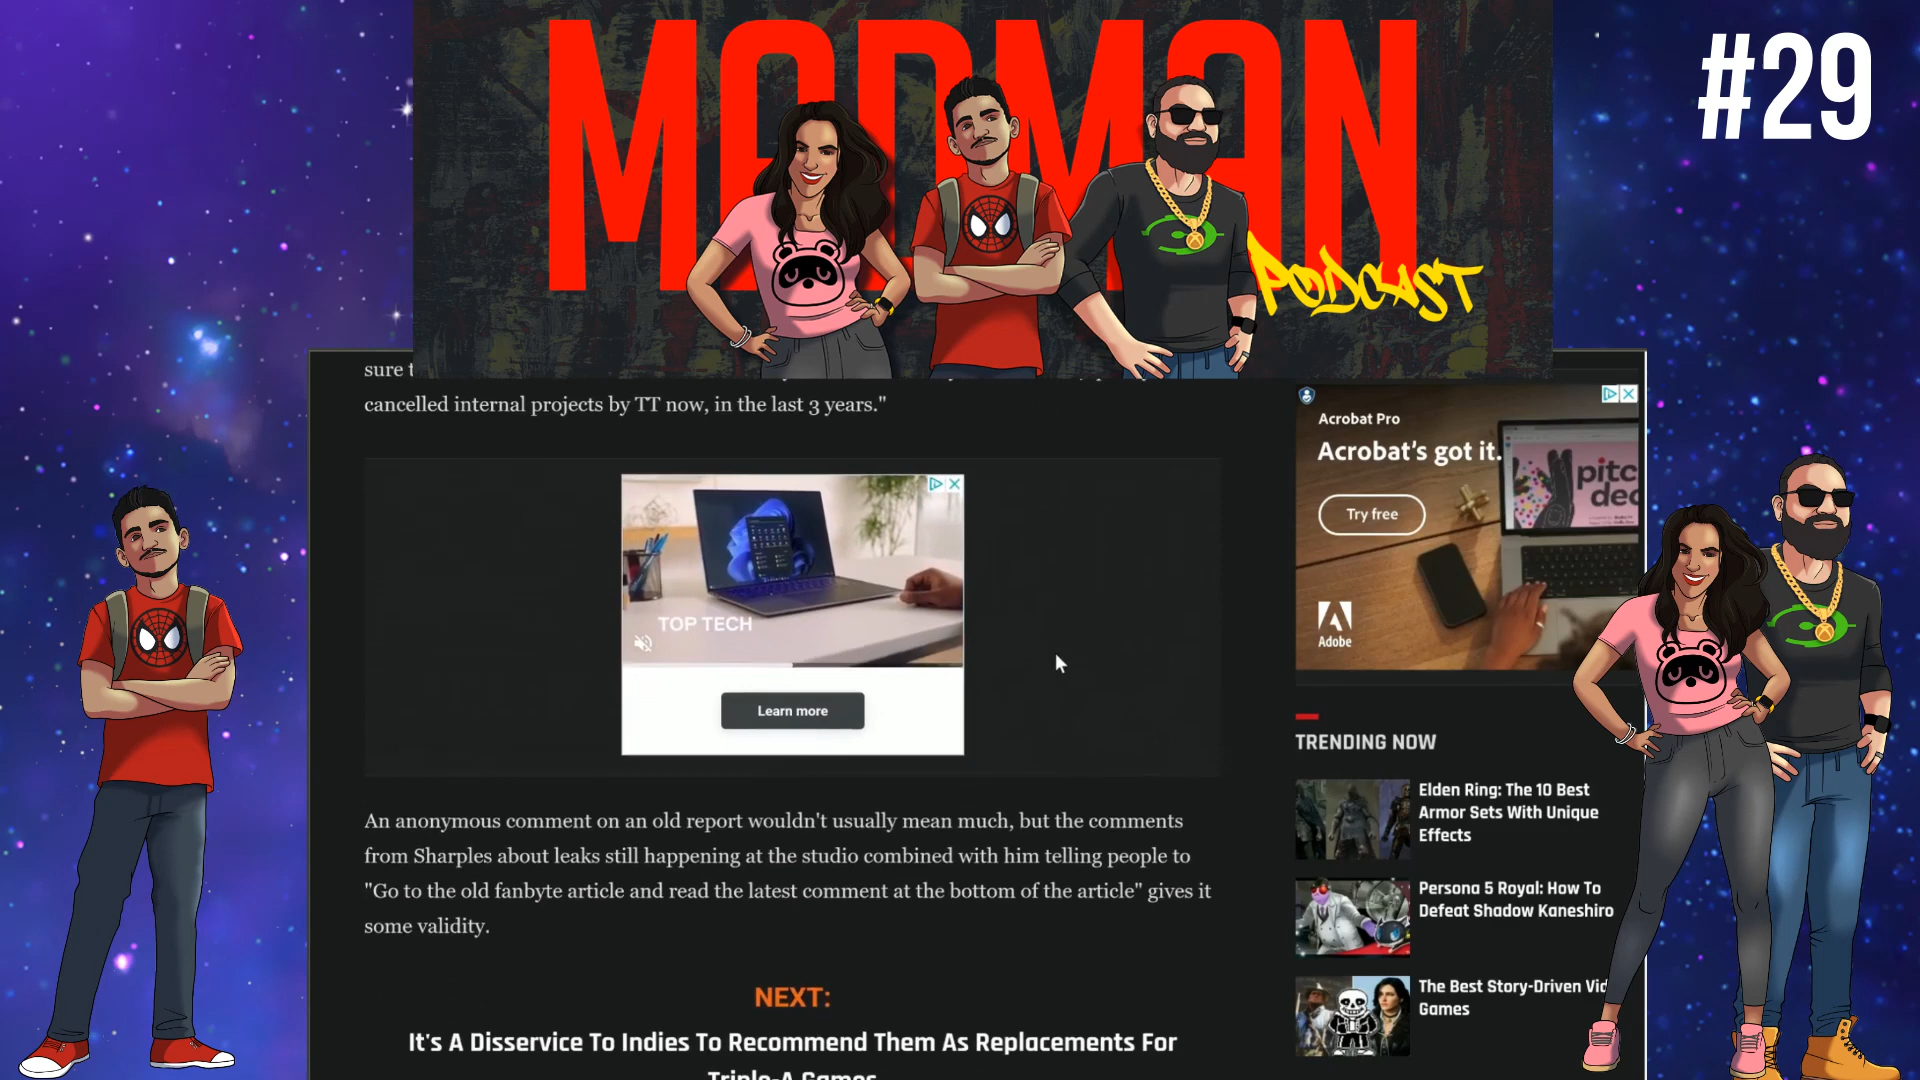 MADMAN
PODCAST
#29
cancelled internal projects by TT now, in the last 3 years."
TOP TECH
Learn more
An anonymous comment on an old report wouldn't usually mean much, but the comments
from Sharples about leaks still happening at the studio combined with him telling people to
"Go to the old fanbyte article and read the latest comment at the bottom of the article" gives it
some validity.
NEXT:
It's A Disservice To Indies To Recommend Them As Replacements For
Triple-A Games
Acrobat Pro
Acrobat's got it.
Try free
Adobe
TRENDING NOW
Elden Ring: The 10 Best
Armor Sets With Unique
Effects
Persona 5 Royal: How To
Defeat Shadow Kaneshiro
The Best Story-Driven Vid
Games